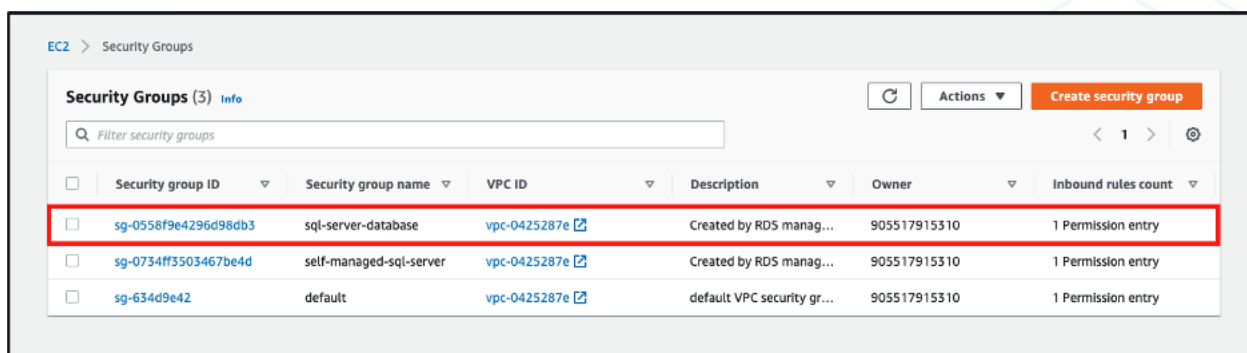 EC2 > Security Groups
Security Groups (3) Info
Actions ▼
Create security group
Filter security groups
< 1 >
Security group ID Security group name VPC ID Description Owner Inbound rules count
sg-0558f9e4296d98db3 sql-server-database vpc-0425287e Created by RDS manag... 905517915310 1 Permission entry
sg-0734ff3503467be4d self-managed-sql-server vpc-0425287e Created by RDS manag... 905517915310 1 Permission entry
sg-634d9e42 default vpc-0425287e default VPC security gr... 905517915310 1 Permission entry